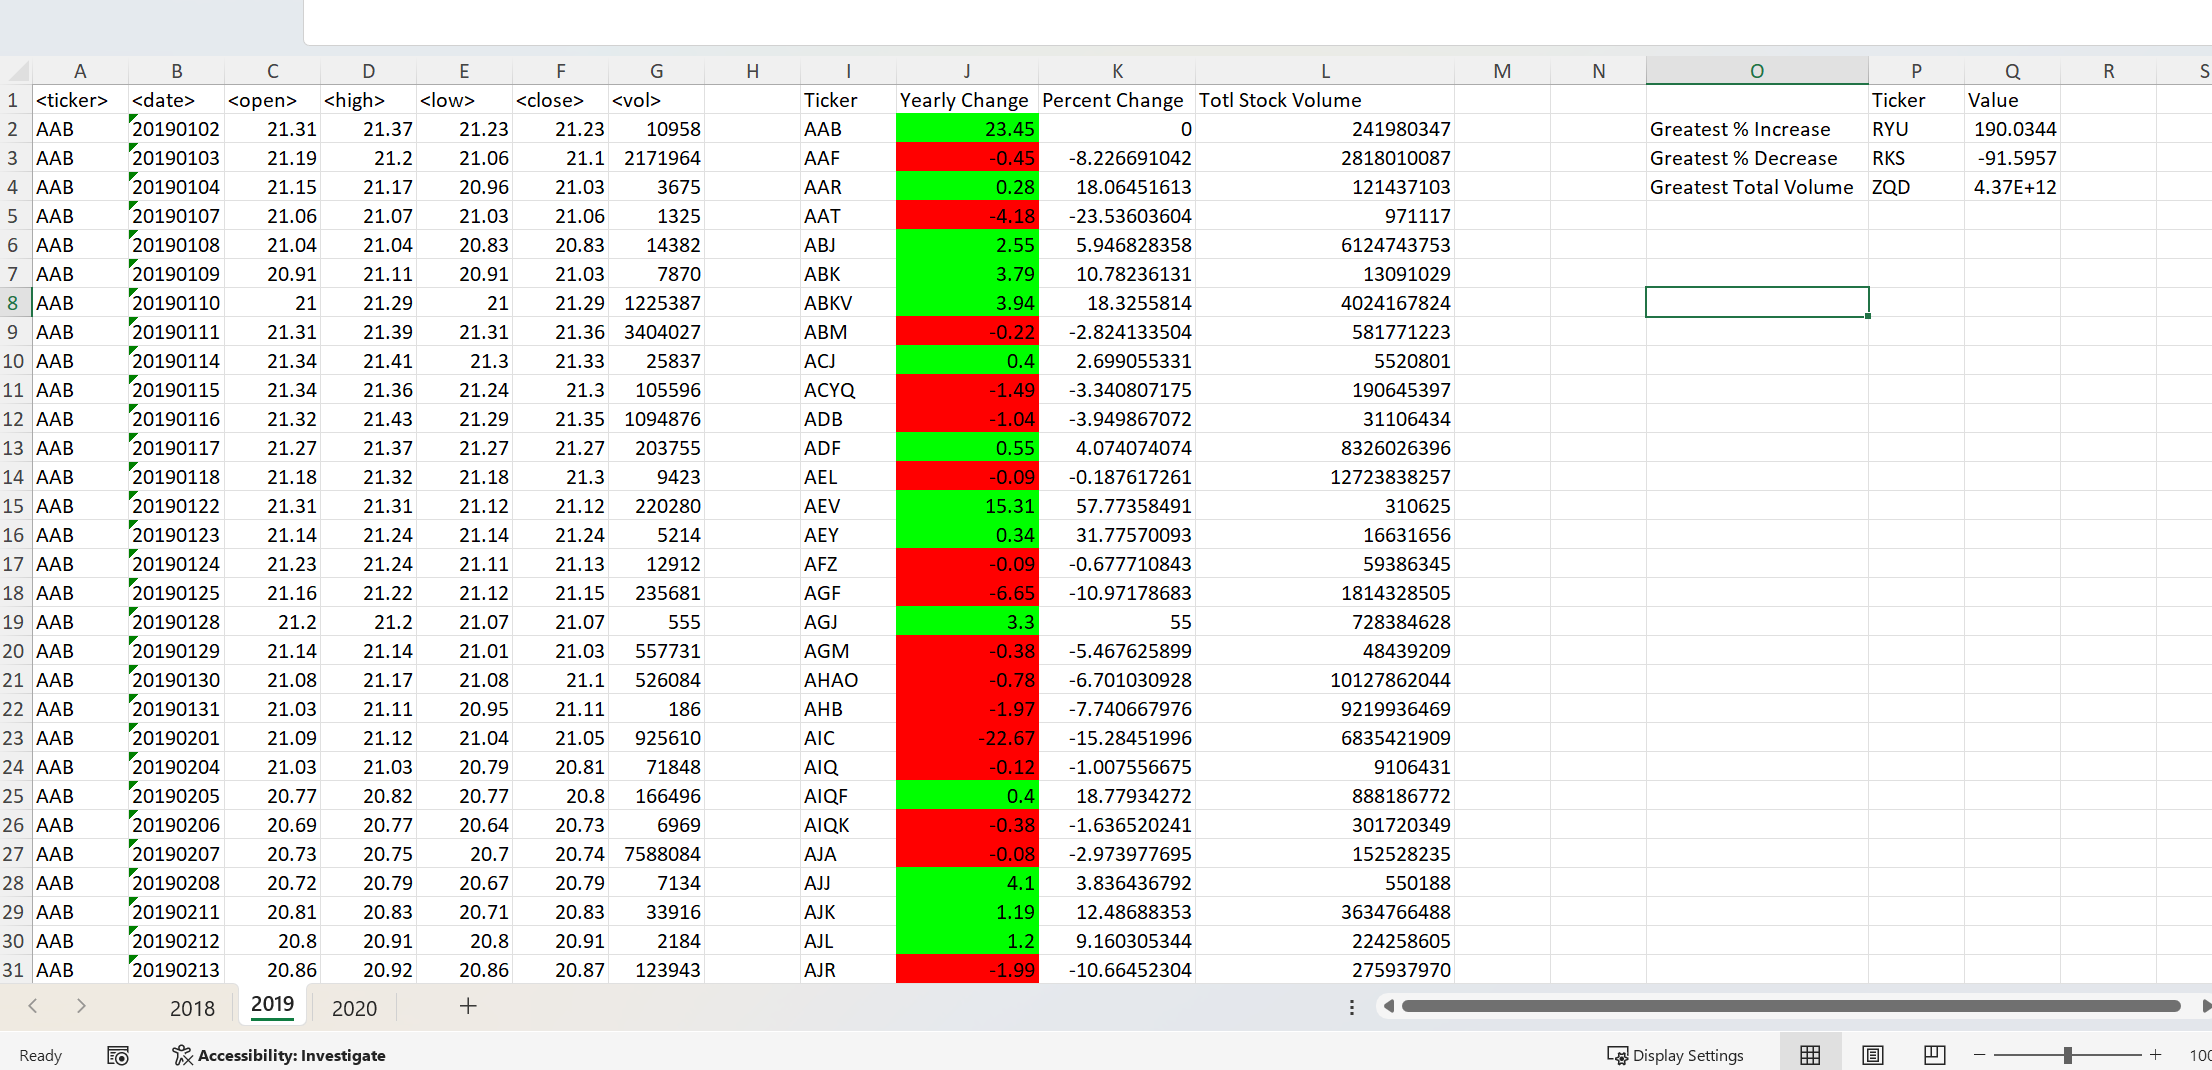 A B C D E F G H I J K L M N O P Q R S
1 <ticker> <date> <open> <high> <low> <close> <vol> Ticker Yearly Change Percent Change Totl Stock Volume Ticker Value
2 AAB 20190102 21.31 21.37 21.23 21.23 10958 AAB 23.45 0 241980347 Greatest % Increase RYU 190.0344
3 AAB 20190103 21.19 21.2 21.06 21.1 2171964 AAF -0.45 -8.226691042 2818010087 Greatest % Decrease RKS -91.5957
4 AAB 20190104 21.15 21.17 20.96 21.03 3675 AAR 0.28 18.06451613 121437103 Greatest Total Volume ZQD 4.37E+12
5 AAB 20190107 21.06 21.07 21.03 21.06 1325 AAT -4.18 -23.53603604 971117
6 AAB 20190108 21.04 21.04 20.83 20.83 14382 ABJ 2.55 5.946828358 6124743753
7 AAB 20190109 20.91 21.11 20.91 21.03 7870 ABK 3.79 10.78236131 13091029
8 AAB 20190110 21 21.29 21 21.29 1225387 ABKV 3.94 18.3255814 4024167824
9 AAB 20190111 21.31 21.39 21.31 21.36 3404027 ABM -0.22 -2.824133504 581771223
10 AAB 20190114 21.34 21.41 21.3 21.33 25837 ACJ 0.4 2.699055331 5520801
11 AAB 20190115 21.34 21.36 21.24 21.3 105596 ACYQ -1.49 -3.340807175 190645397
12 AAB 20190116 21.32 21.43 21.29 21.35 1094876 ADB -1.04 -3.949867072 31106434
13 AAB 20190117 21.27 21.37 21.27 21.27 203755 ADF 0.55 4.074074074 8326026396
14 AAB 20190118 21.18 21.32 21.18 21.3 9423 AEL -0.09 -0.187617261 12723838257
15 AAB 20190122 21.31 21.31 21.12 21.12 220280 AEV 15.31 57.77358491 310625
16 AAB 20190123 21.14 21.24 21.14 21.24 5214 AEY 0.34 31.77570093 16631656
17 AAB 20190124 21.23 21.24 21.11 21.13 12912 AFZ -0.09 -0.677710843 59386345
18 AAB 20190125 21.16 21.22 21.12 21.15 235681 AGF -6.65 -10.97178683 1814328505
19 AAB 20190128 21.2 21.2 21.07 21.07 555 AGJ 3.3 55 728384628
20 AAB 20190129 21.14 21.14 21.01 21.03 557731 AGM -0.38 -5.467625899 48439209
21 AAB 20190130 21.08 21.17 21.08 21.1 526084 AHAO -0.78 -6.701030928 10127862044
22 AAB 20190131 21.03 21.11 20.95 21.11 186 AHB -1.97 -7.740667976 9219936469
23 AAB 20190201 21.09 21.12 21.04 21.05 925610 AIC -22.67 -15.28451996 6835421909
24 AAB 20190204 21.03 21.03 20.79 20.81 71848 AIQ -0.12 -1.007556675 9106431
25 AAB 20190205 20.77 20.82 20.77 20.8 166496 AIQF 0.4 18.77934272 888186772
26 AAB 20190206 20.69 20.77 20.64 20.73 6969 AIQK -0.38 -1.636520241 301720349
27 AAB 20190207 20.73 20.75 20.7 20.74 7588084 AJA -0.08 -2.973977695 152528235
28 AAB 20190208 20.72 20.79 20.67 20.79 7134 AJJ 4.1 3.836436792 550188
29 AAB 20190211 20.81 20.83 20.71 20.83 33916 AJK 1.19 12.48688353 3634766488
30 AAB 20190212 20.8 20.91 20.8 20.91 2184 AJL 1.2 9.160305344 224258605
31 AAB 20190213 20.86 20.92 20.86 20.87 123943 AJR -1.99 -10.66452304 275937970
2018 2019 2020
Ready Accessibility: Investigate Display Settings